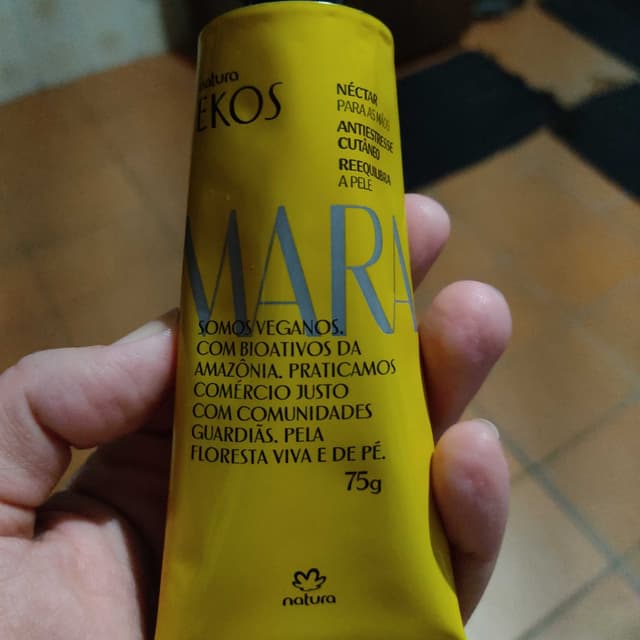 natura
EKOS
NÉCTAR
PARA AS MÃOS
ANTIESTRESSE
CUTÂNEO
REEQUILIBRA
A PELE
MARA
SOMOS VEGANOS.
COM BIOATIVOS DA
AMAZÔNIA. PRATICAMOS
COMÉRCIO JUSTO
COM COMUNIDADES
GUARDIÃS. PELA
FLORESTA VIVA E DE PÉ.
75g
natura